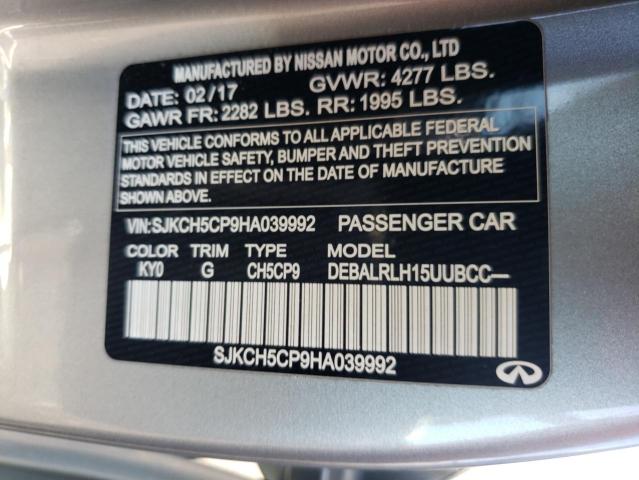 MANUFACTURED BY NISSAN MOTOR CO., LTD
DATE: 02/17 GVWR: 4277 LBS.
GAWR FR: 2282 LBS. RR: 1995 LBS.
THIS VEHICLE CONFORMS TO ALL APPLICABLE FEDERAL
MOTOR VEHICLE SAFETY, BUMPER AND THEFT PREVENTION
STANDARDS IN EFFECT ON THE DATE OF MANUFACTURE
SHOWN ABOVE.
VIN:SJKCH5CP9HA039992 PASSENGER CAR
COLOR TRIM TYPE MODEL
KY0 G CH5CP9 DEBALRLH15UUBCC—
SJKCH5CP9HA039992